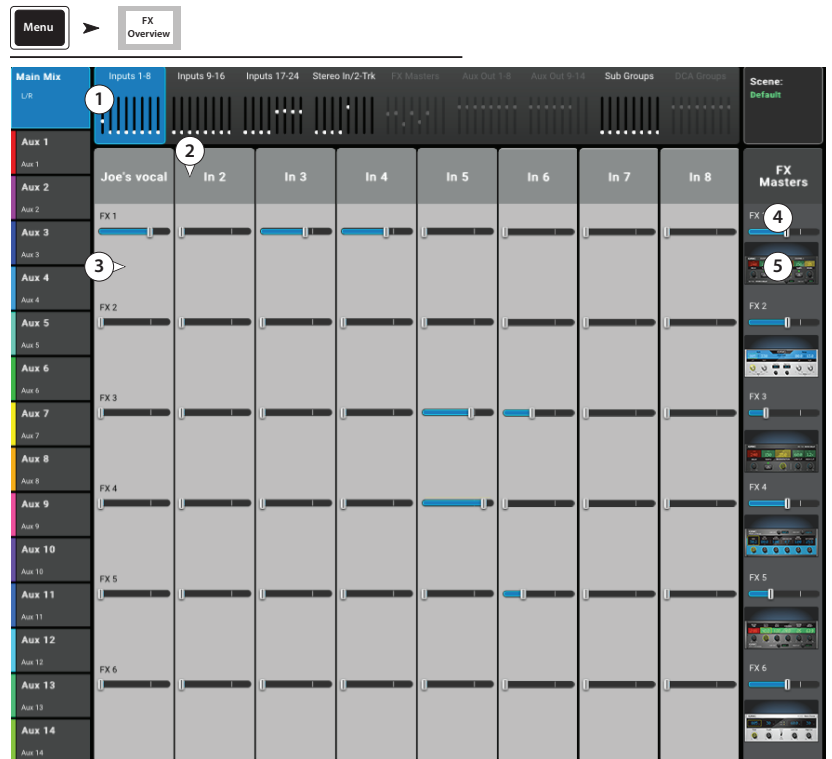 Menu
FX
Overview
Main Mix
L/R
Inputs 1-8
Inputs 9-16
Inputs 17-24
Stereo In/2-Trk
FX Masters
Aux Out 1-8
Aux Out 9-14
Sub Groups
DCA Groups
Scene:
Default
1
2
Joe's vocal
In 2
In 3
In 4
In 5
In 6
In 7
In 8
FX
Masters
Aux 1
Aux 1
Aux 2
Aux 2
Aux 3
Aux 3
Aux 4
Aux 4
Aux 5
Aux 5
Aux 6
Aux 6
Aux 7
Aux 7
Aux 8
Aux 8
Aux 9
Aux 9
Aux 10
Aux 10
Aux 11
Aux 11
Aux 12
Aux 12
Aux 13
Aux 13
Aux 14
Aux 14
FX 1
3
FX 2
FX 3
FX 4
FX 5
FX 6
FX
4
5
FX 2
FX 3
FX 4
FX 5
FX 6